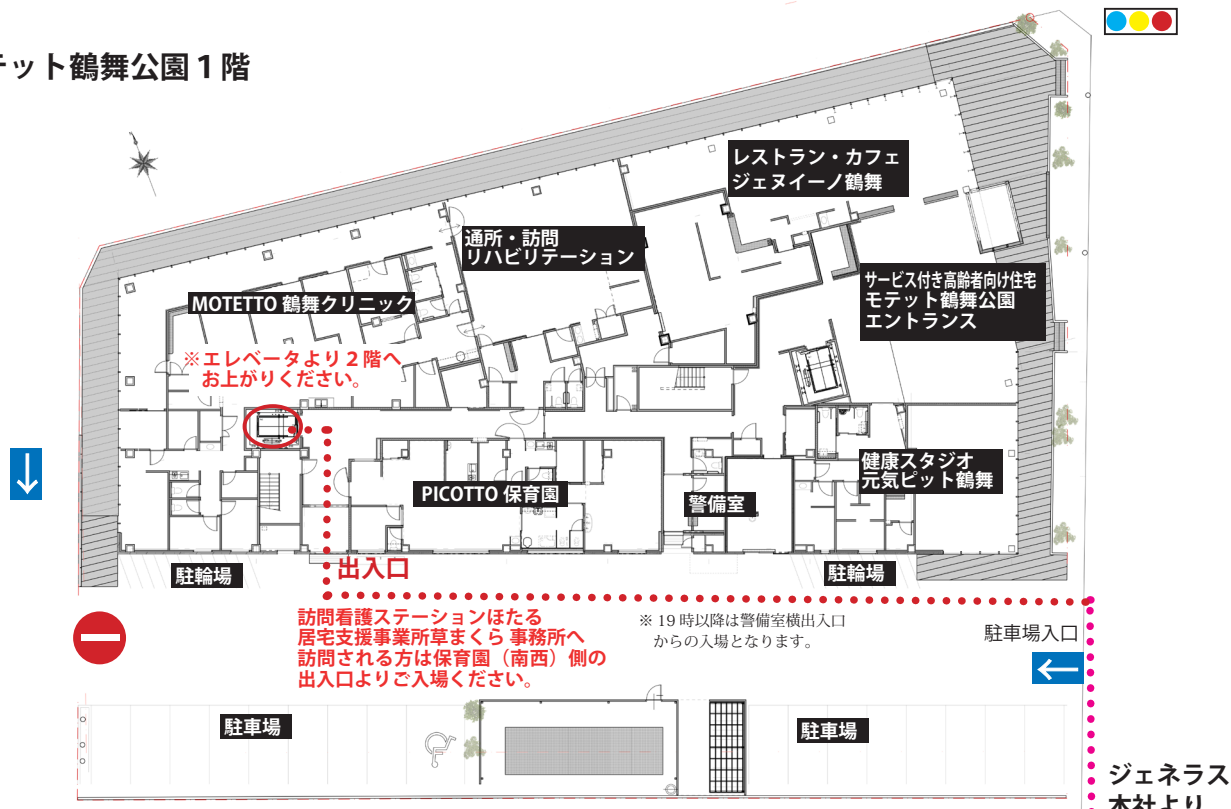 テット鶴舞公園1階
レストラン・カフェ
ジェヌイーノ鶴舞
通所・訪問
リハビリテーション
サービス付き高齢者向け住宅
モテット鶴舞公園
エントランス
MOTETTO 鶴舞クリニック
※エレベータより2階へ
お上がりください。
健康スタジオ
元気ピット鶴舞
PICOTTO 保育園
警備室
駐輪場
出入口
駐輪場
訪問看護ステーションほたる
居宅支援事業所草まくら 事務所へ
訪問される方は保育園（南西）側の
出入口よりご入場ください。
※ 19 時以降は警備室横出入口
からの入場となります。
駐車場入口
駐車場
駐車場
ジェネラス
本社より